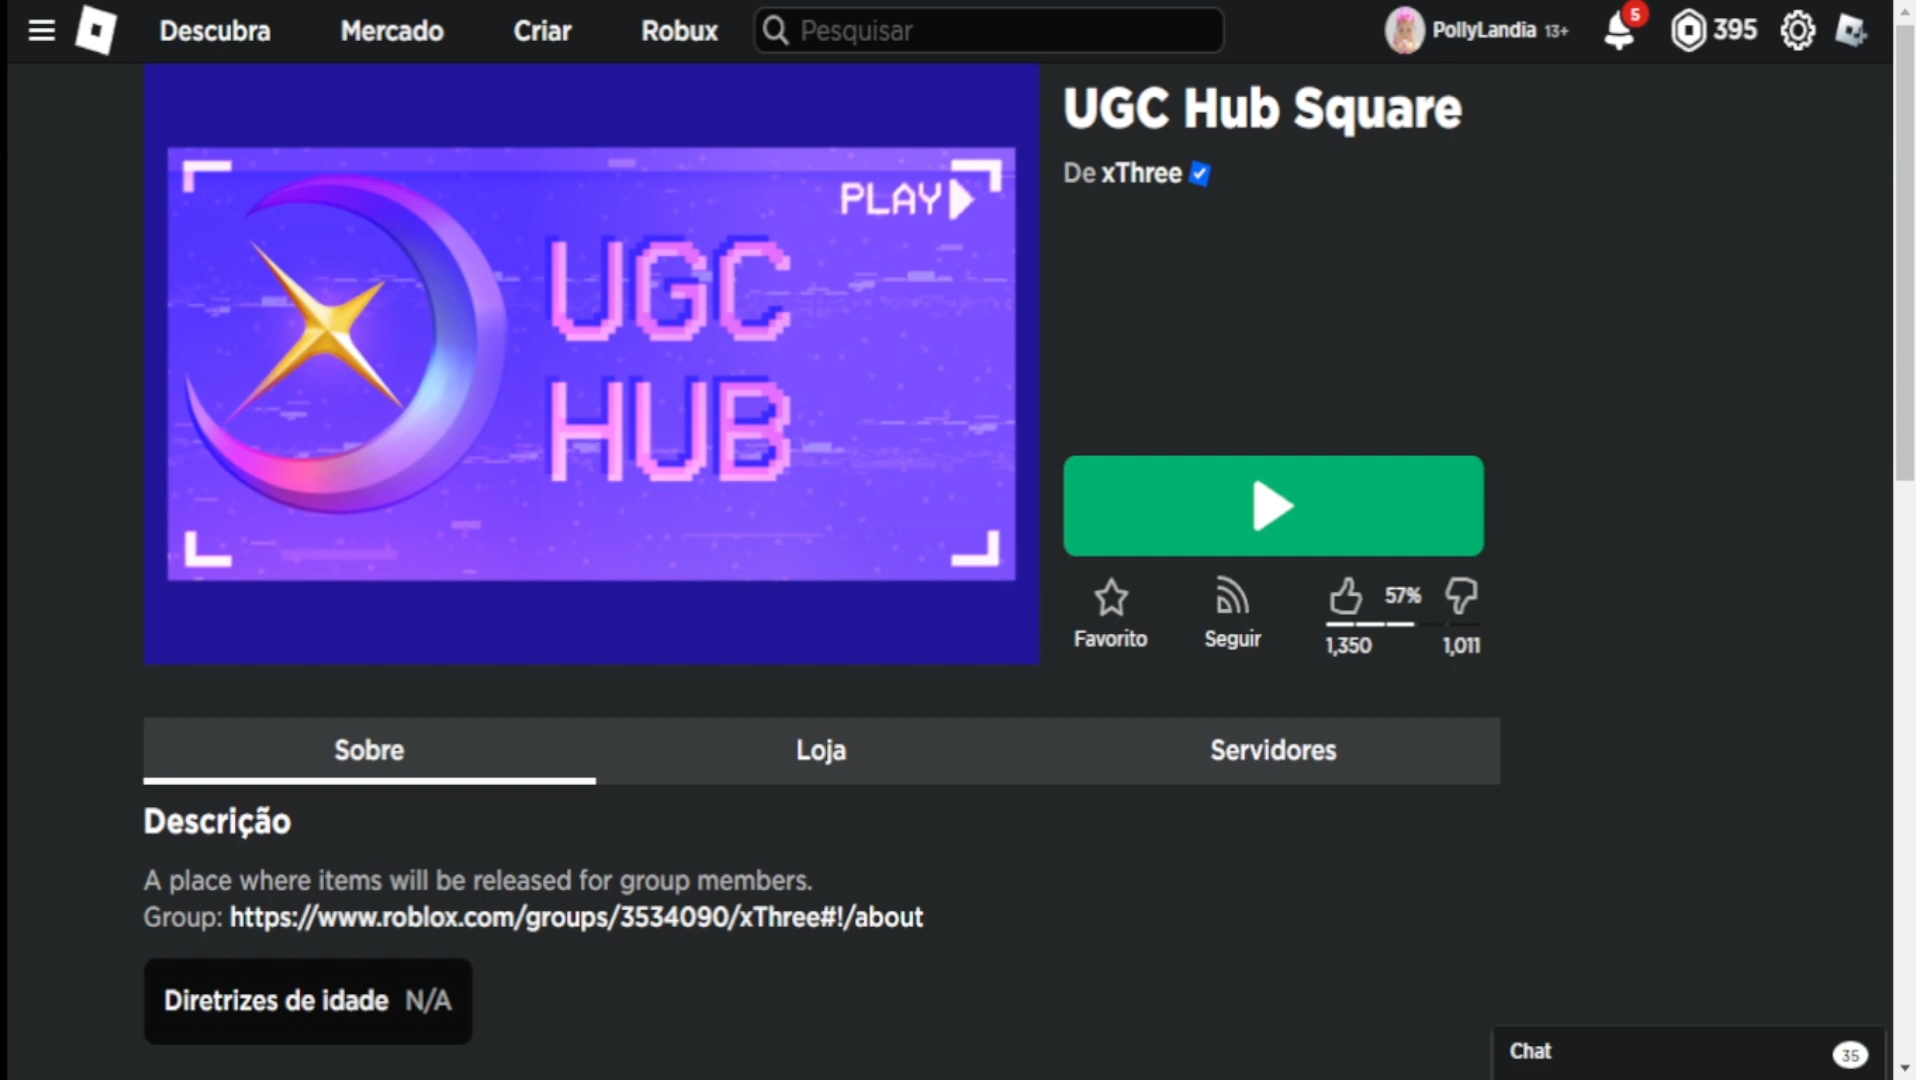 Descubra Mercado Criar Robux Pesquisar PollyLandia 13+ 5 395
UGC Hub Square
De xThree
PLAY
UGC
HUB
57%
Favorito Seguir 1,350 1,011
Sobre Loja Servidores
Descrição
A place where items will be released for group members.
Group: https://www.roblox.com/groups/3534090/xThree#!/about
Diretrizes de idade N/A
Chat 35